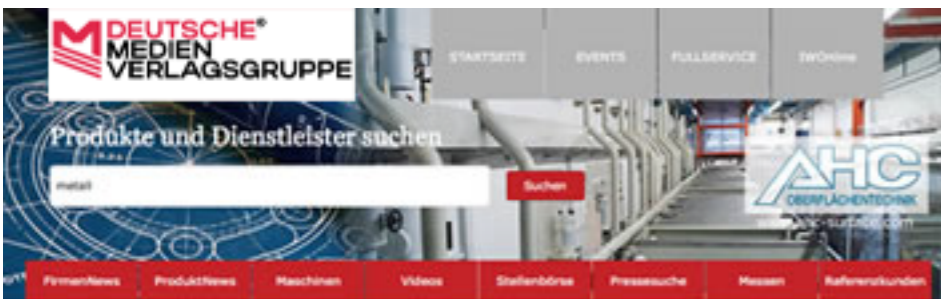 DEUTSCHE®
MEDIEN
VERLAGSGRUPPE
STARTSEITE EVENTS FULLSERVICE IWOnline
Produkte und Dienstleister suchen
metall Suchen
AHC
OBERFLÄCHENTECHNIK
FirmenNews ProduktNews Maschinen Videos Stellenbörse Pressesuche Messen Referenzkunden